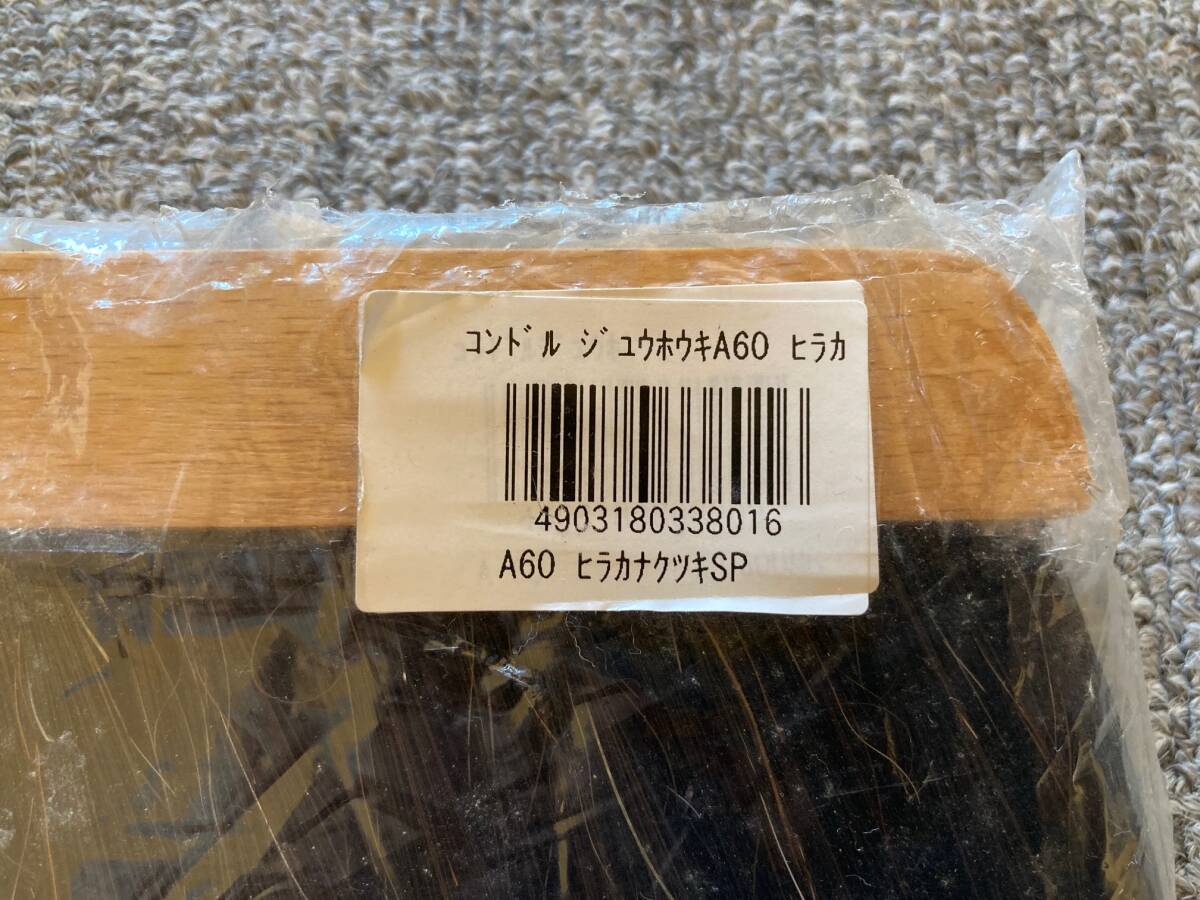 ｺﾝﾄﾞﾙ ｼﾞﾕｳﾎｳｷA60 ﾋﾗｶ
4903180338016
A60 ﾋﾗｶﾅｸﾂｷSP